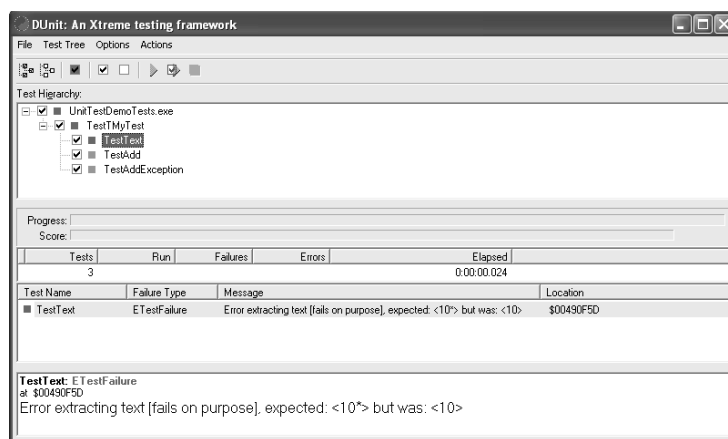 DUnit: An Xtreme testing framework
File Test Tree Options Actions
Test Hierarchy:
UnitTestDemoTests.exe
TestTMyTest
TestText
TestAdd
TestAddException
Progress:
Score:
Tests Run Failures Errors Elapsed
3 0:00:00.024
Test Name Failure Type Message Location
TestText ETestFailure Error extracting text [fails on purpose], expected: <10*> but was: <10> $00490F5D
TestText: ETestFailure
at $00490F5D
Error extracting text [fails on purpose], expected: <10*> but was: <10>